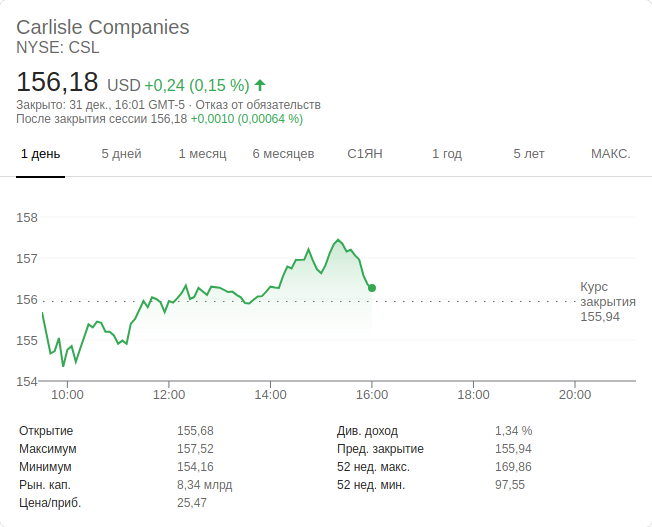 Carlisle Companies
NYSE: CSL
156,18 USD +0,24 (0,15 %)
Закрыто: 31 дек., 16:01 GMT-5 · Отказ от обязательств
После закрытия сессии 156,18 +0,0010 (0,00064 %)
1 день 5 дней 1 месяц 6 месяцев С1ЯН 1 год 5 лет МАКС.
158
157
156
155
154
Курс
закрытия
155,94
10:00 12:00 14:00 16:00 18:00 20:00
Открытие 155,68 Див. доход 1,34 %
Максимум 157,52 Пред. закрытие 155,94
Минимум 154,16 52 нед. макс. 169,86
Рын. кап. 8,34 млрд 52 нед. мин. 97,55
Цена/приб. 25,47